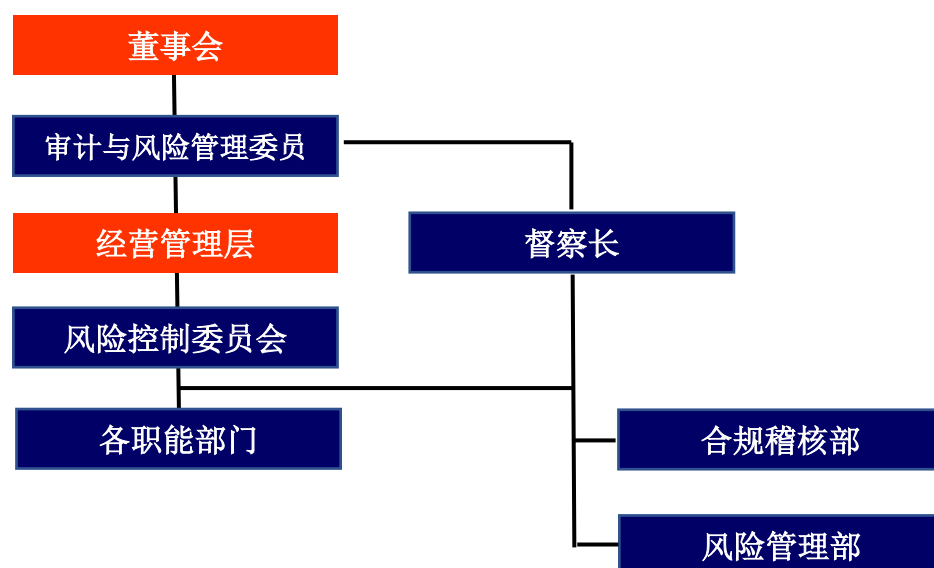 董事会
审计与风险管理委员
经营管理层
督察长
风险控制委员会
各职能部门
合规稽核部
风险管理部